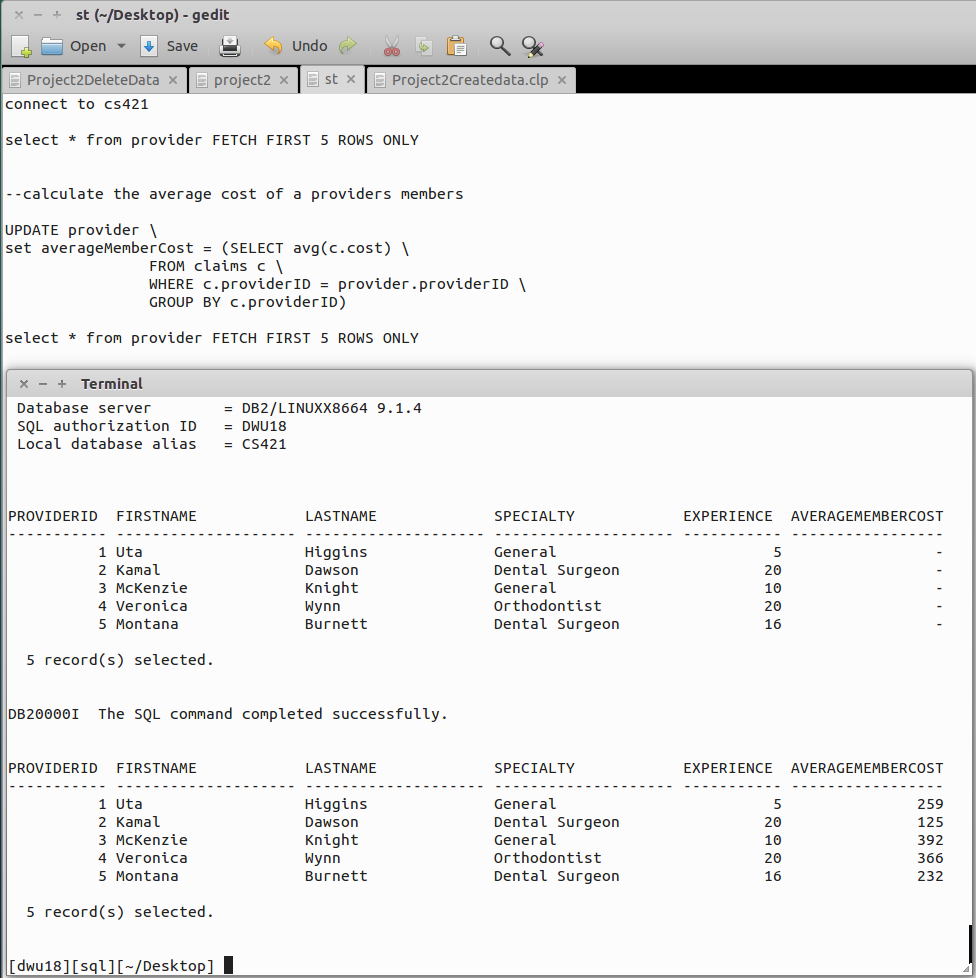 st (~/Desktop) - gedit
Open Save Undo
Project2DeleteData project2 st Project2Createdata.clp
connect to cs421
select * from provider FETCH FIRST 5 ROWS ONLY
--calculate the average cost of a providers members
UPDATE provider \
set averageMemberCost = (SELECT avg(c.cost) \
FROM claims c \
WHERE c.providerID = provider.providerID \
GROUP BY c.providerID)
select * from provider FETCH FIRST 5 ROWS ONLY
Terminal
Database server = DB2/LINUXX8664 9.1.4
SQL authorization ID = DWU18
Local database alias = CS421
PROVIDERID FIRSTNAME LASTNAME SPECIALTY EXPERIENCE AVERAGEMEMBERCOST
----------- -------------------- -------------------- -------------------- ----------- -----------------
1 Uta Higgins General 5 -
2 Kamal Dawson Dental Surgeon 20 -
3 McKenzie Knight General 10 -
4 Veronica Wynn Orthodontist 20 -
5 Montana Burnett Dental Surgeon 16 -
5 record(s) selected.
DB20000I The SQL command completed successfully.
PROVIDERID FIRSTNAME LASTNAME SPECIALTY EXPERIENCE AVERAGEMEMBERCOST
----------- -------------------- -------------------- -------------------- ----------- -----------------
1 Uta Higgins General 5 259
2 Kamal Dawson Dental Surgeon 20 125
3 McKenzie Knight General 10 392
4 Veronica Wynn Orthodontist 20 366
5 Montana Burnett Dental Surgeon 16 232
5 record(s) selected.
[dwu18][sql][~/Desktop]